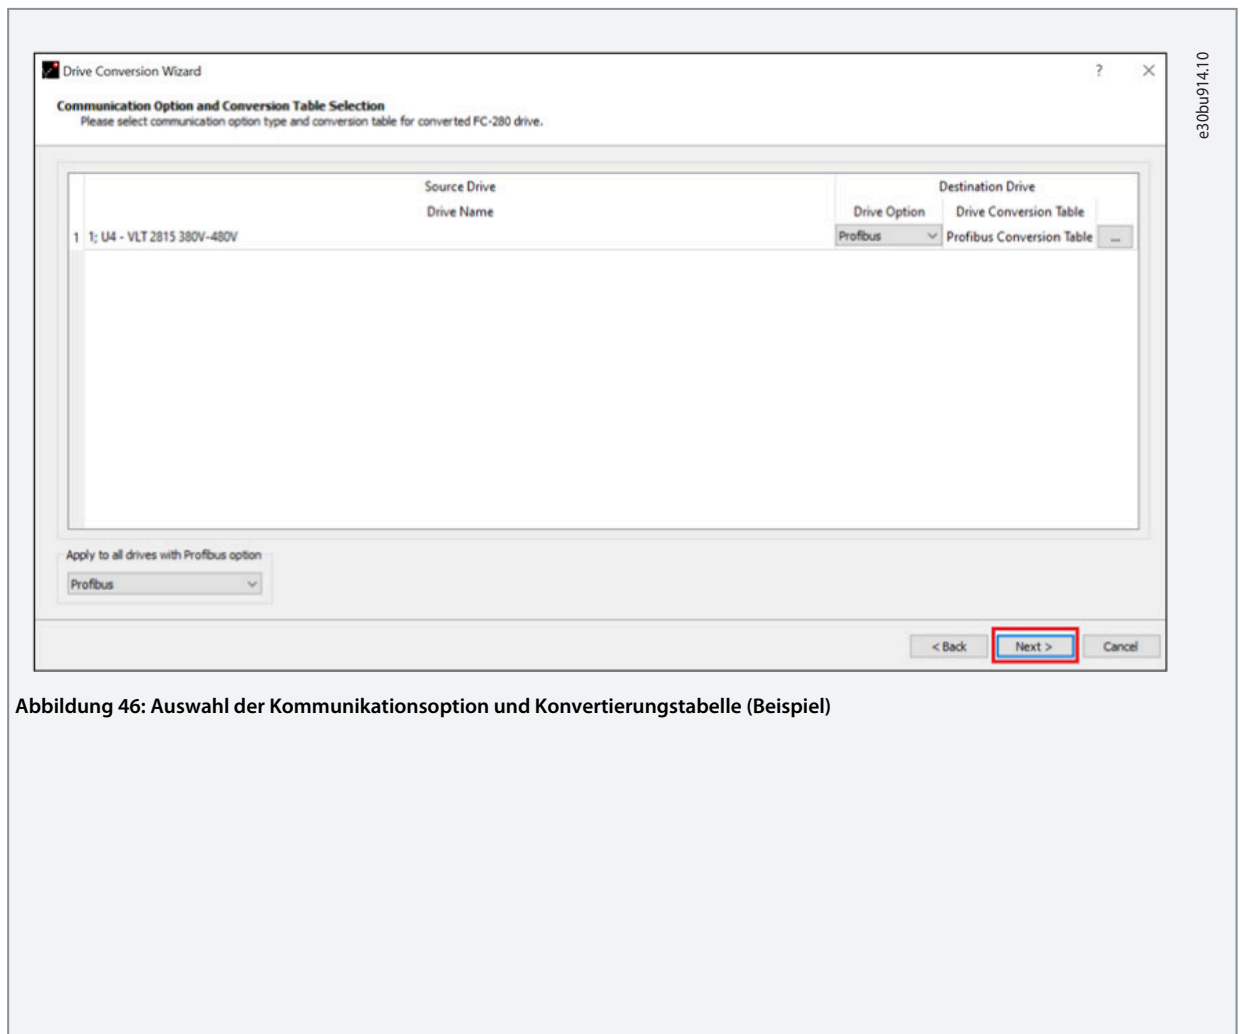 Drive Conversion Wizard
?
Communication Option and Conversion Table Selection
Please select communication option type and conversion table for converted FC-280 drive.
e30bu914.10
Source Drive Destination Drive
Drive Name Drive Option Drive Conversion Table
1 1; U4 - VLT 2815 380V-480V Profibus Profibus Conversion Table ...
Apply to all drives with Profibus option
Profibus
< Back Next > Cancel
Abbildung 46: Auswahl der Kommunikationsoption und Konvertierungstabelle (Beispiel)